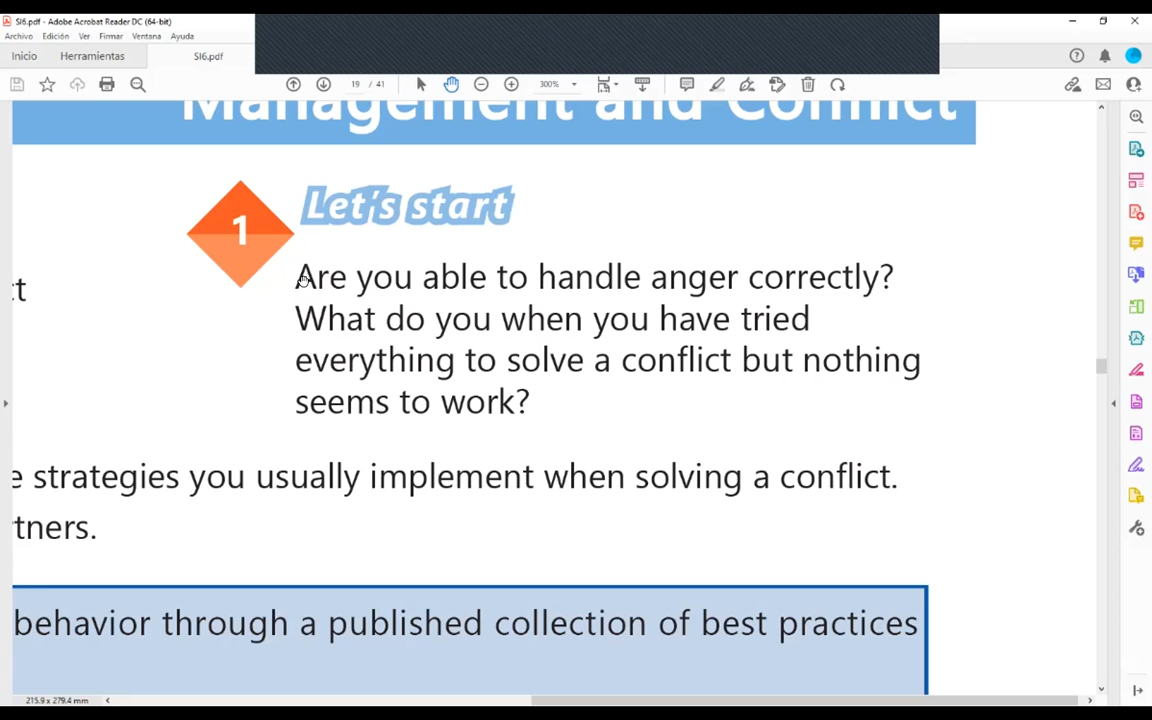 SI6.pdf - Adobe Acrobat Reader DC (64-bit)
Archivo Edición Ver Firmar Ventana Ayuda
Inicio Herramientas SI6.pdf
19 / 41 300%
Management and Conflict
1 Let's start
Are you able to handle anger correctly?
ct
What do you when you have tried
everything to solve a conflict but nothing
seems to work?
e strategies you usually implement when solving a conflict.
tners.
behavior through a published collection of best practices
215.9 x 279.4 mm